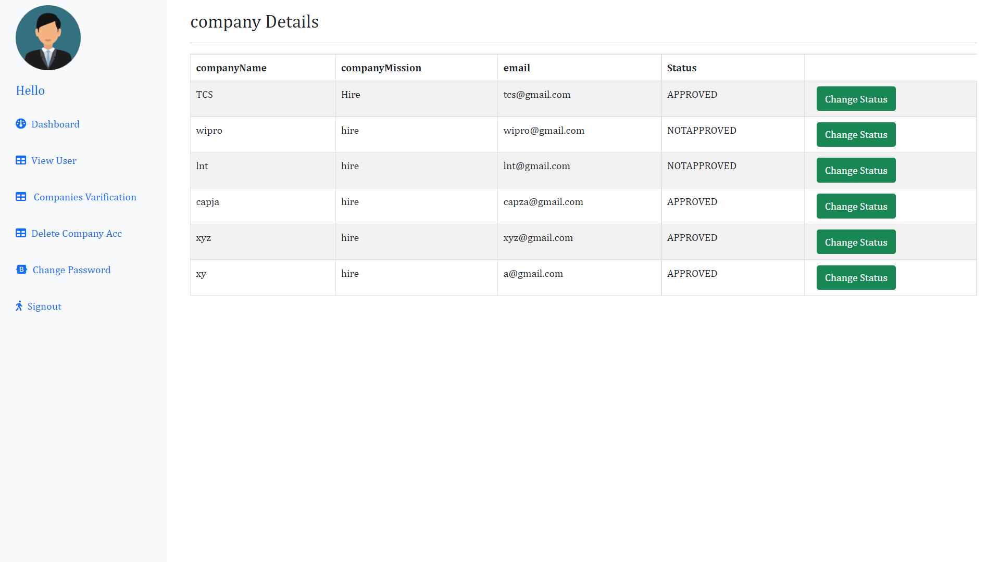 company Details
Hello
Dashboard
View User
Companies Varification
Delete Company Acc
B Change Password
Signout
companyName companyMission email Status
TCS Hire tcs@gmail.com APPROVED Change Status
wipro hire wipro@gmail.com NOTAPPROVED Change Status
lnt hire lnt@gmail.com NOTAPPROVED Change Status
capja hire capza@gmail.com APPROVED Change Status
xyz hire xyz@gmail.com APPROVED Change Status
xy hire a@gmail.com APPROVED Change Status